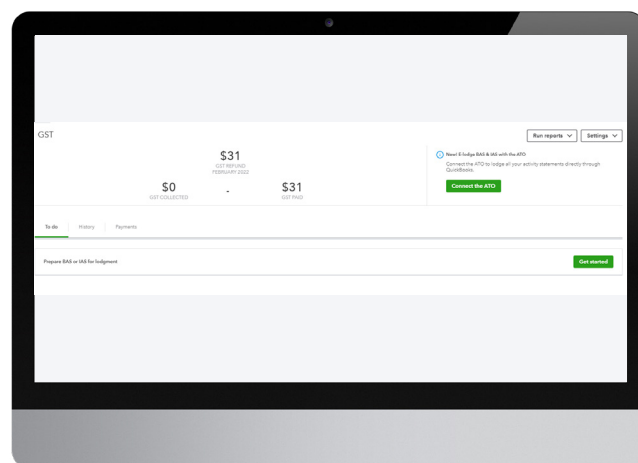 GST
Run reports
Settings
$31
GST REFUND
FEBRUARY 2022
$0
GST COLLECTED
-
$31
GST PAID
New! E-lodge BAS & IAS with the ATO
Connect the ATO to lodge all your activity statements directly through
QuickBooks.
Connect the ATO
To do
History
Payments
Prepare BAS or IAS for lodgment
Get started